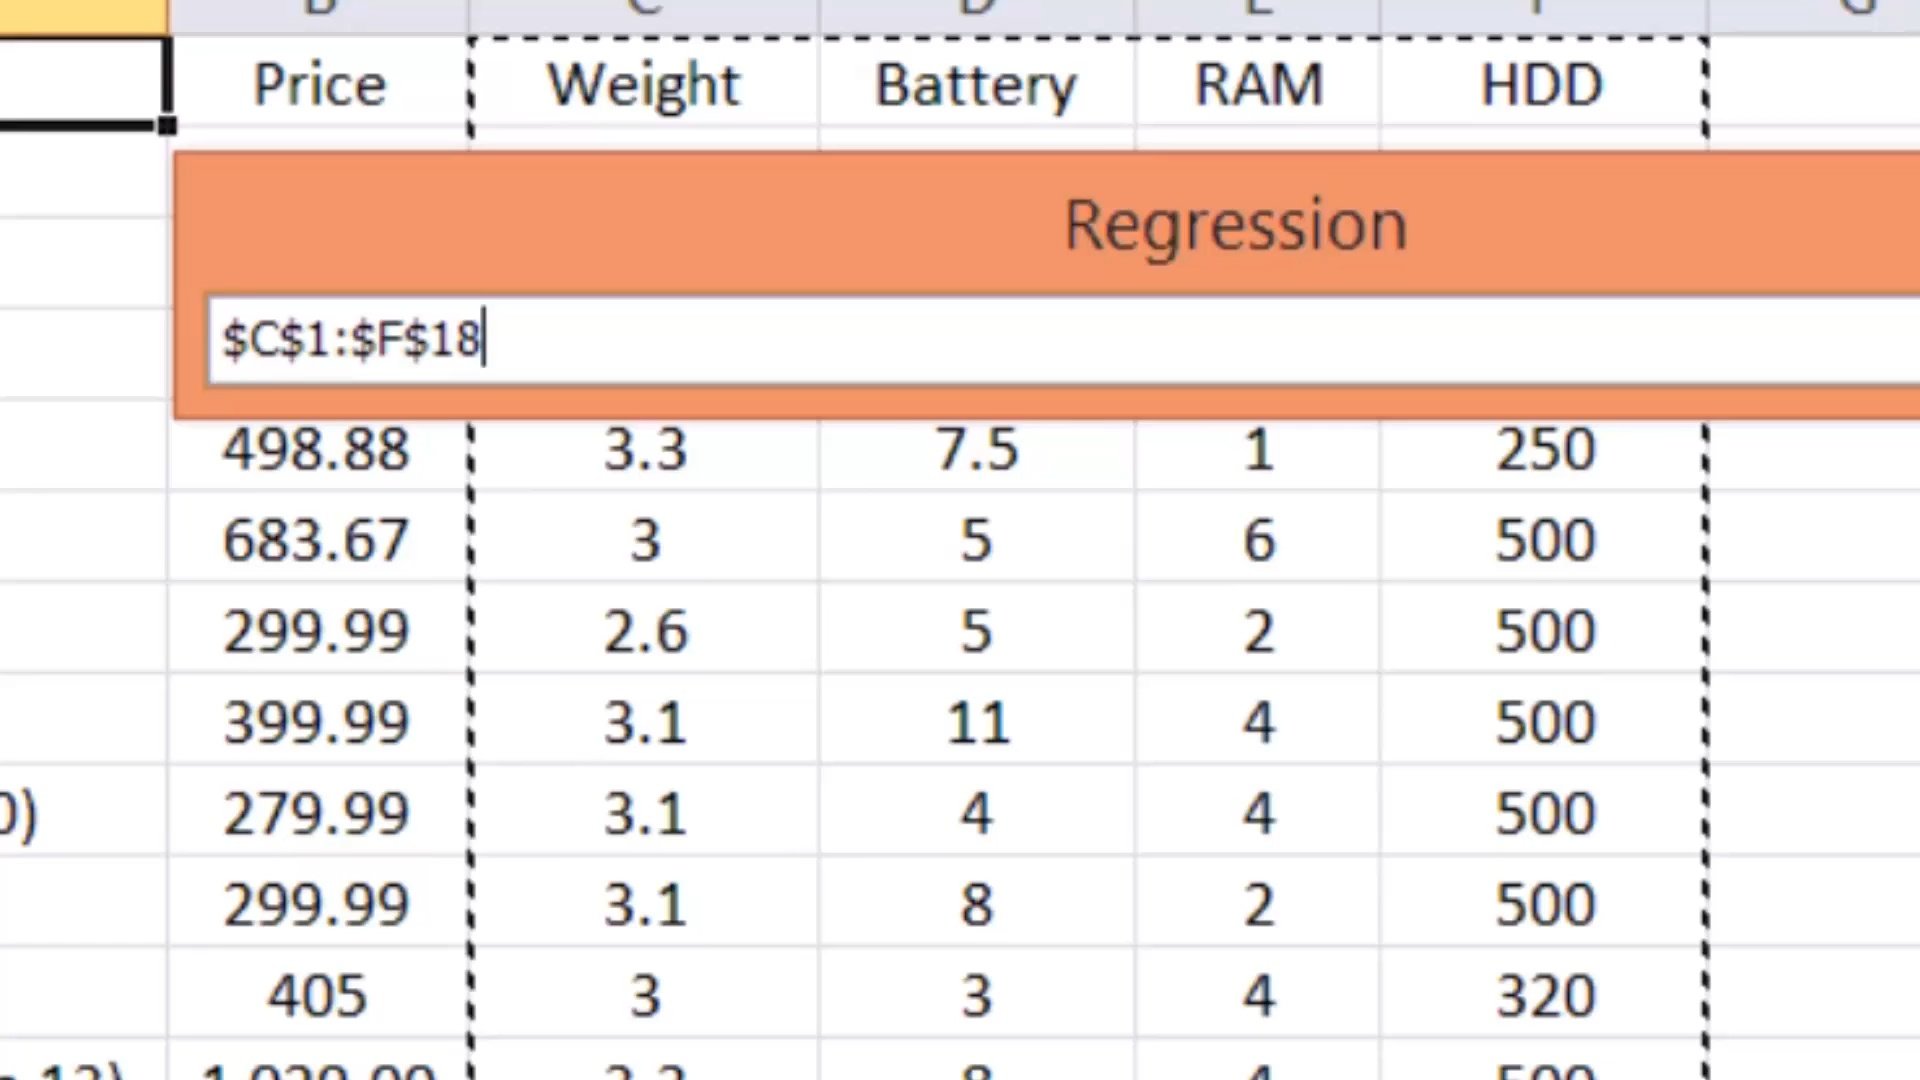 B C D E F G
Price Weight Battery RAM HDD
Regression
$C$1:$F$18
498.88 3.3 7.5 1 250
683.67 3 5 6 500
299.99 2.6 5 2 500
399.99 3.1 11 4 500
0) 279.99 3.1 4 4 500
299.99 3.1 8 2 500
405 3 3 4 320